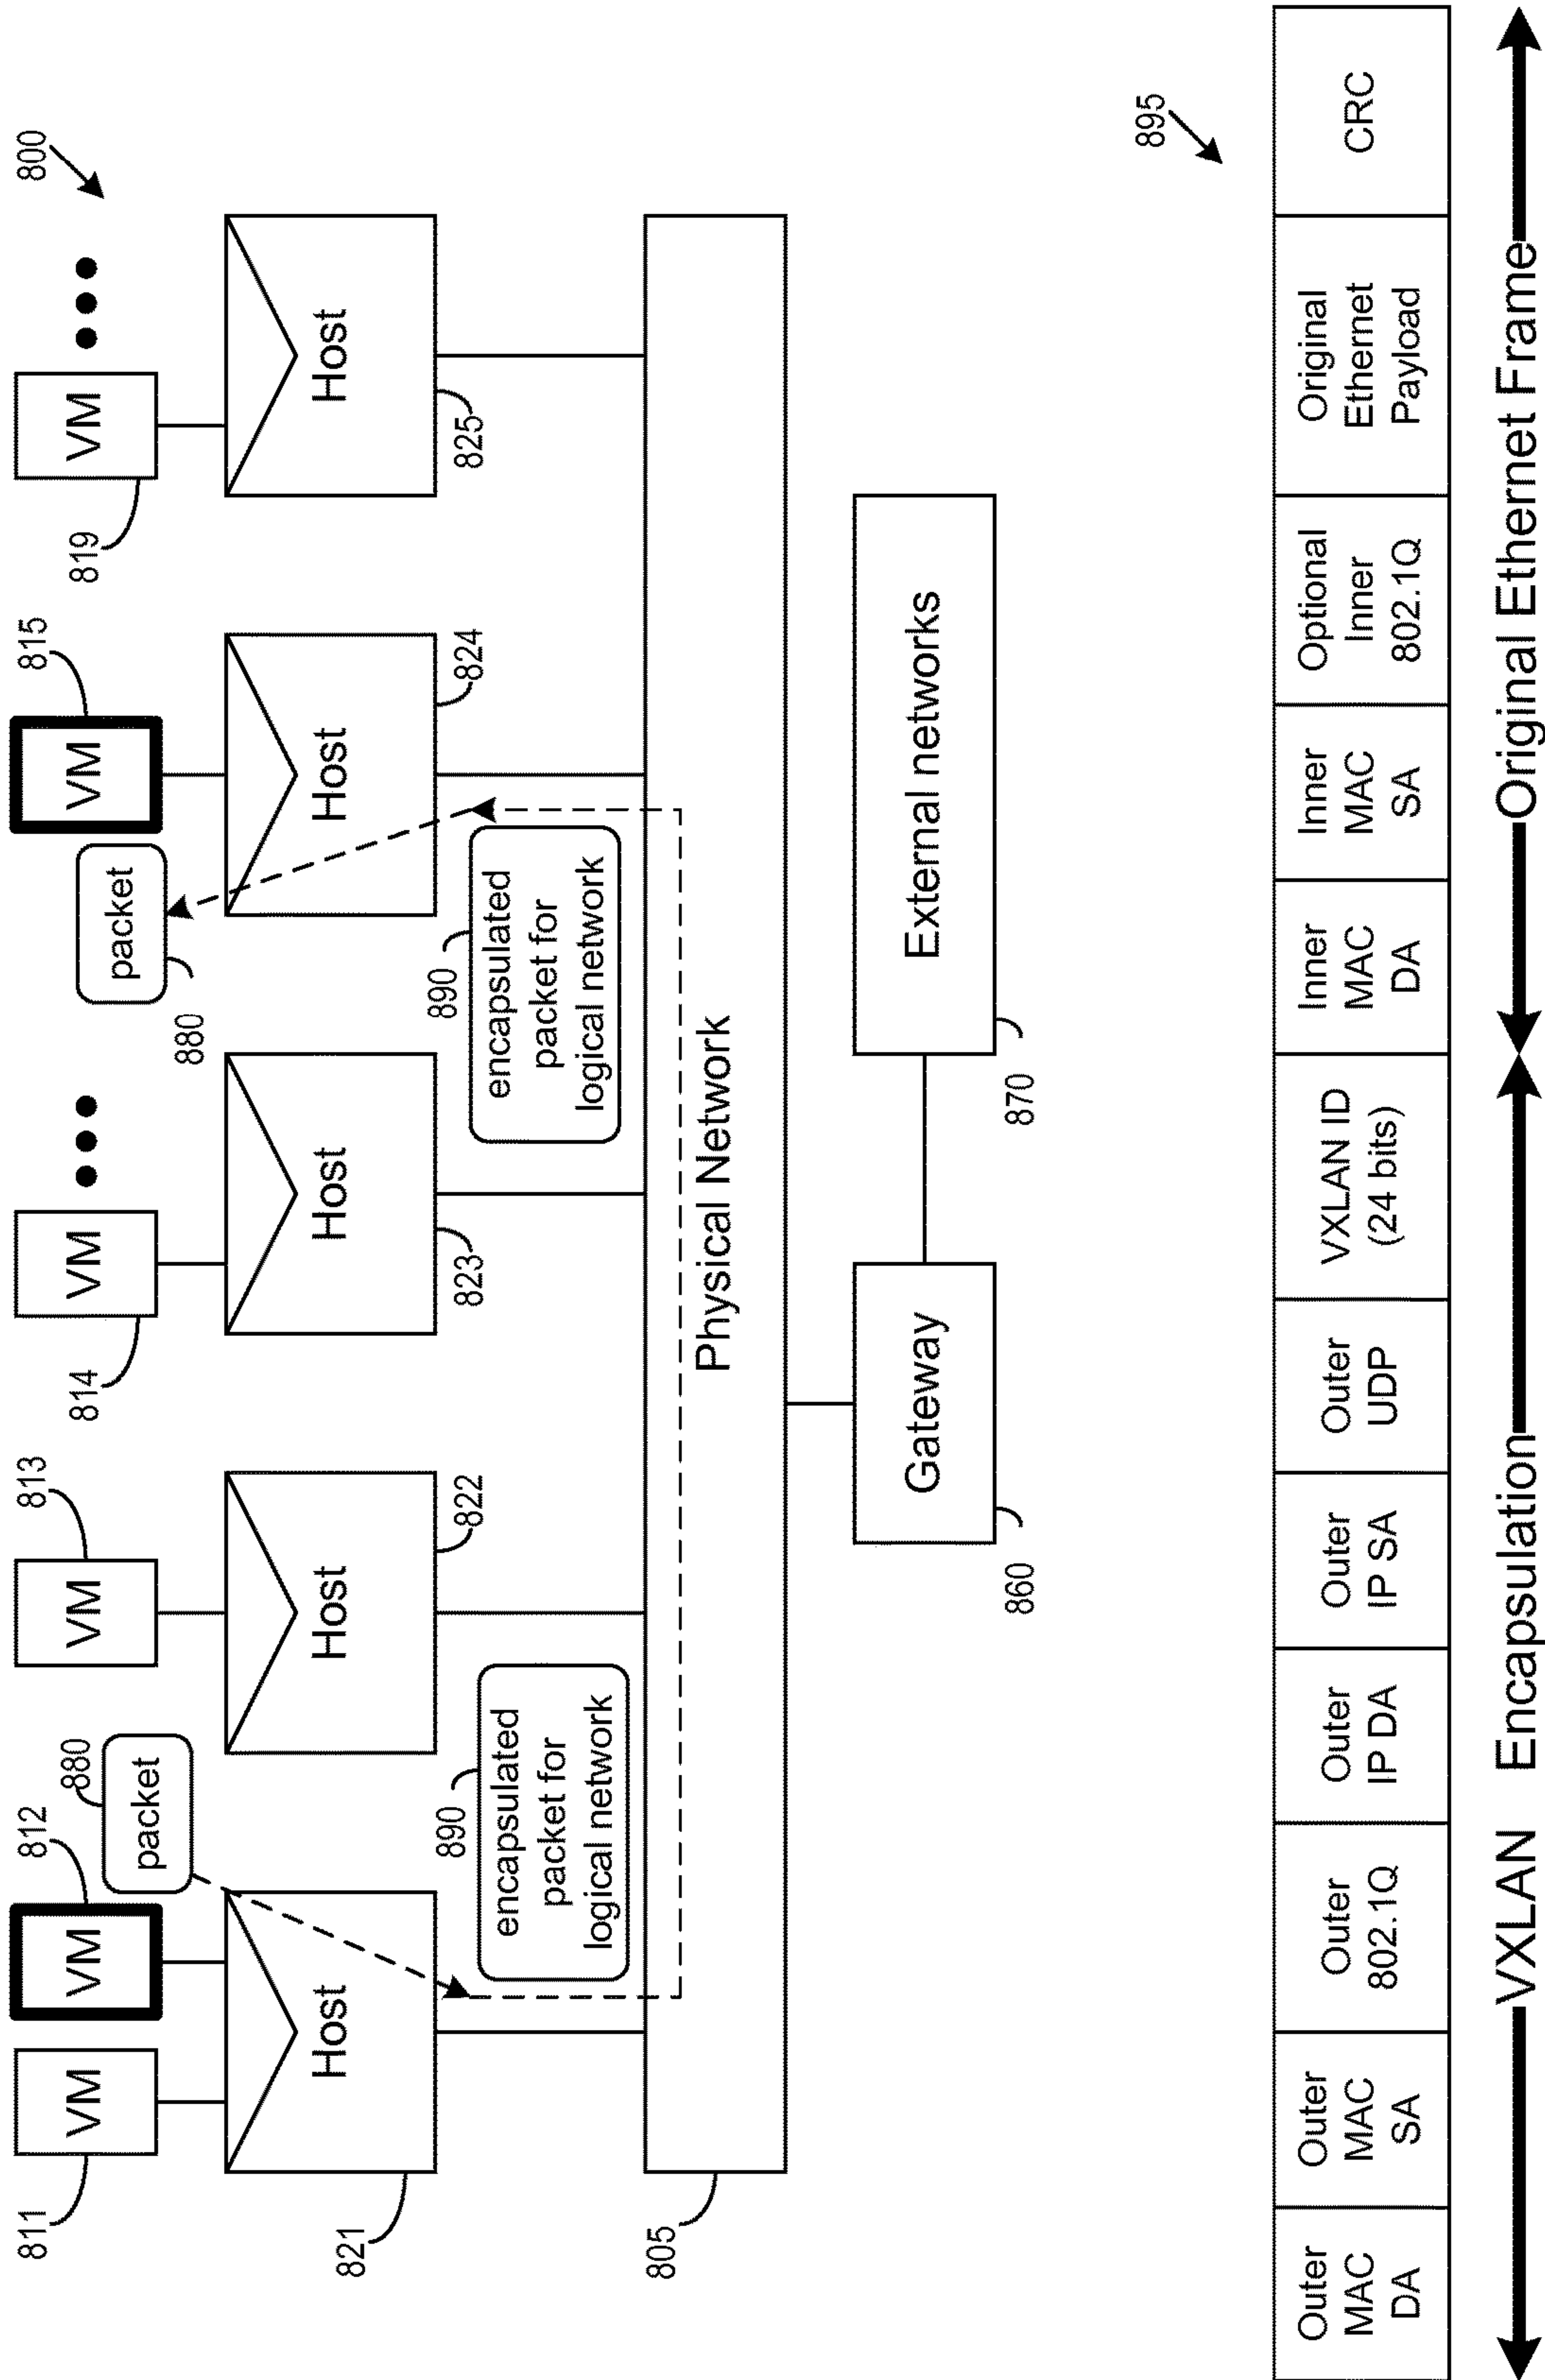 800
811
VM
812
VM
880
packet
813
VM
814
VM
880
packet
815
VM
819
VM
821
Host
822
Host
823
Host
824
Host
825
Host
890
encapsulated
packet for
logical network
890
encapsulated
packet for
logical network
805
Physical Network
860
Gateway
870
External networks
895
Outer
MAC
DA
Outer
MAC
SA
Outer
802.1Q
Outer
IP DA
Outer
IP SA
Outer
UDP
VXLAN ID
(24 bits)
Inner
MAC
DA
Inner
MAC
SA
Optional
Inner
802.1Q
Original
Ethernet
Payload
CRC
VXLAN Encapsulation
Original Ethernet Frame